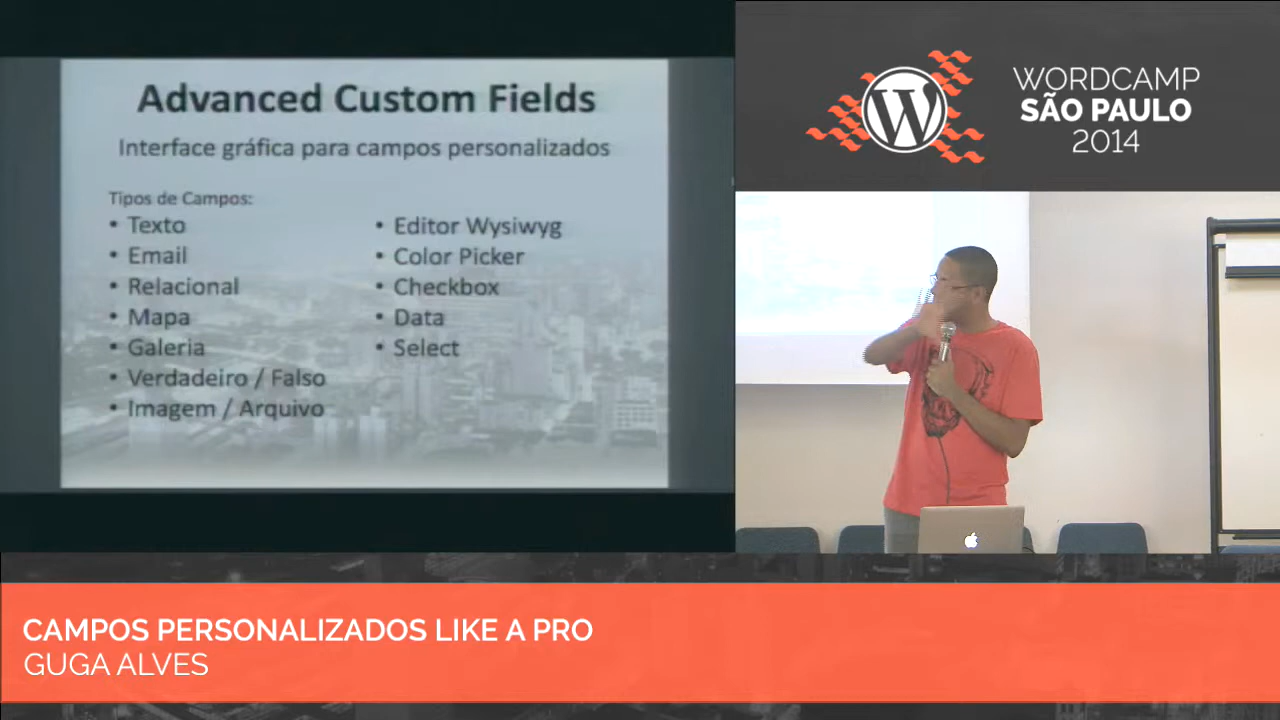 Advanced Custom Fields
Interface gráfica para campos personalizados
Tipos de Campos:
• Texto
• Email
• Relacional
• Mapa
• Galeria
• Verdadeiro / Falso
• Imagem / Arquivo
• Editor Wysiwyg
• Color Picker
• Checkbox
• Data
• Select
WORDCAMP
SÃO PAULO
2014
CAMPOS PERSONALIZADOS LIKE A PRO
GUGA ALVES